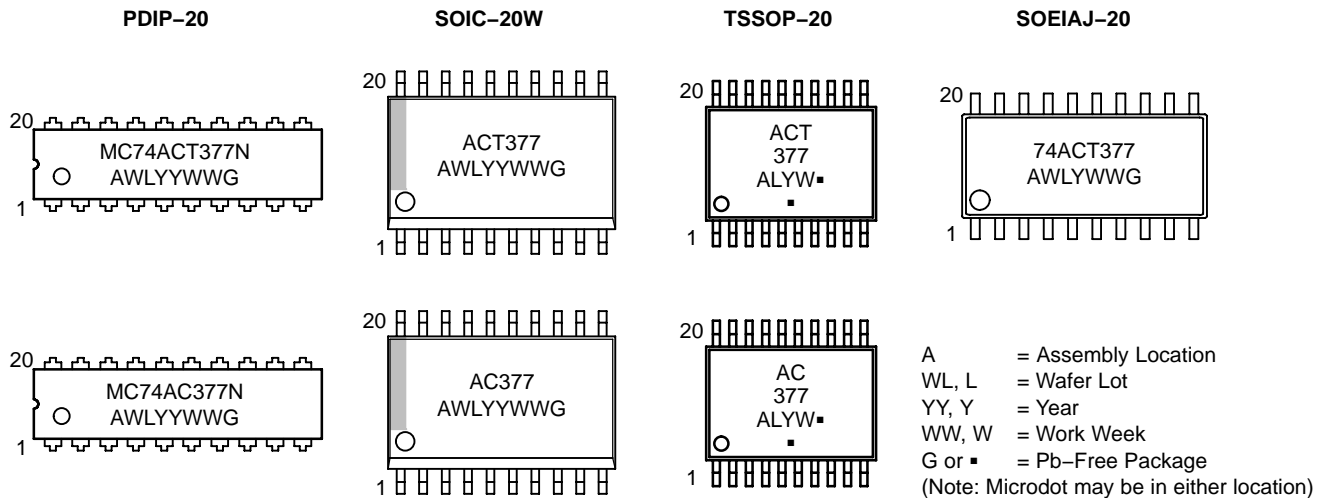 PDIP–20
SOIC–20W
TSSOP–20
SOEIAJ–20
20
MC74ACT377N
AWLYYWWG
1
20
ACT377
AWLYYWWG
1
20
ACT
377
ALYW▪
▪
1
20
74ACT377
AWLYWWG
1
20
MC74AC377N
AWLYYWWG
1
20
AC377
AWLYYWWG
1
20
AC
377
ALYW▪
▪
1
A = Assembly Location
WL, L = Wafer Lot
YY, Y = Year
WW, W = Work Week
G or ▪ = Pb–Free Package
(Note: Microdot may be in either location)